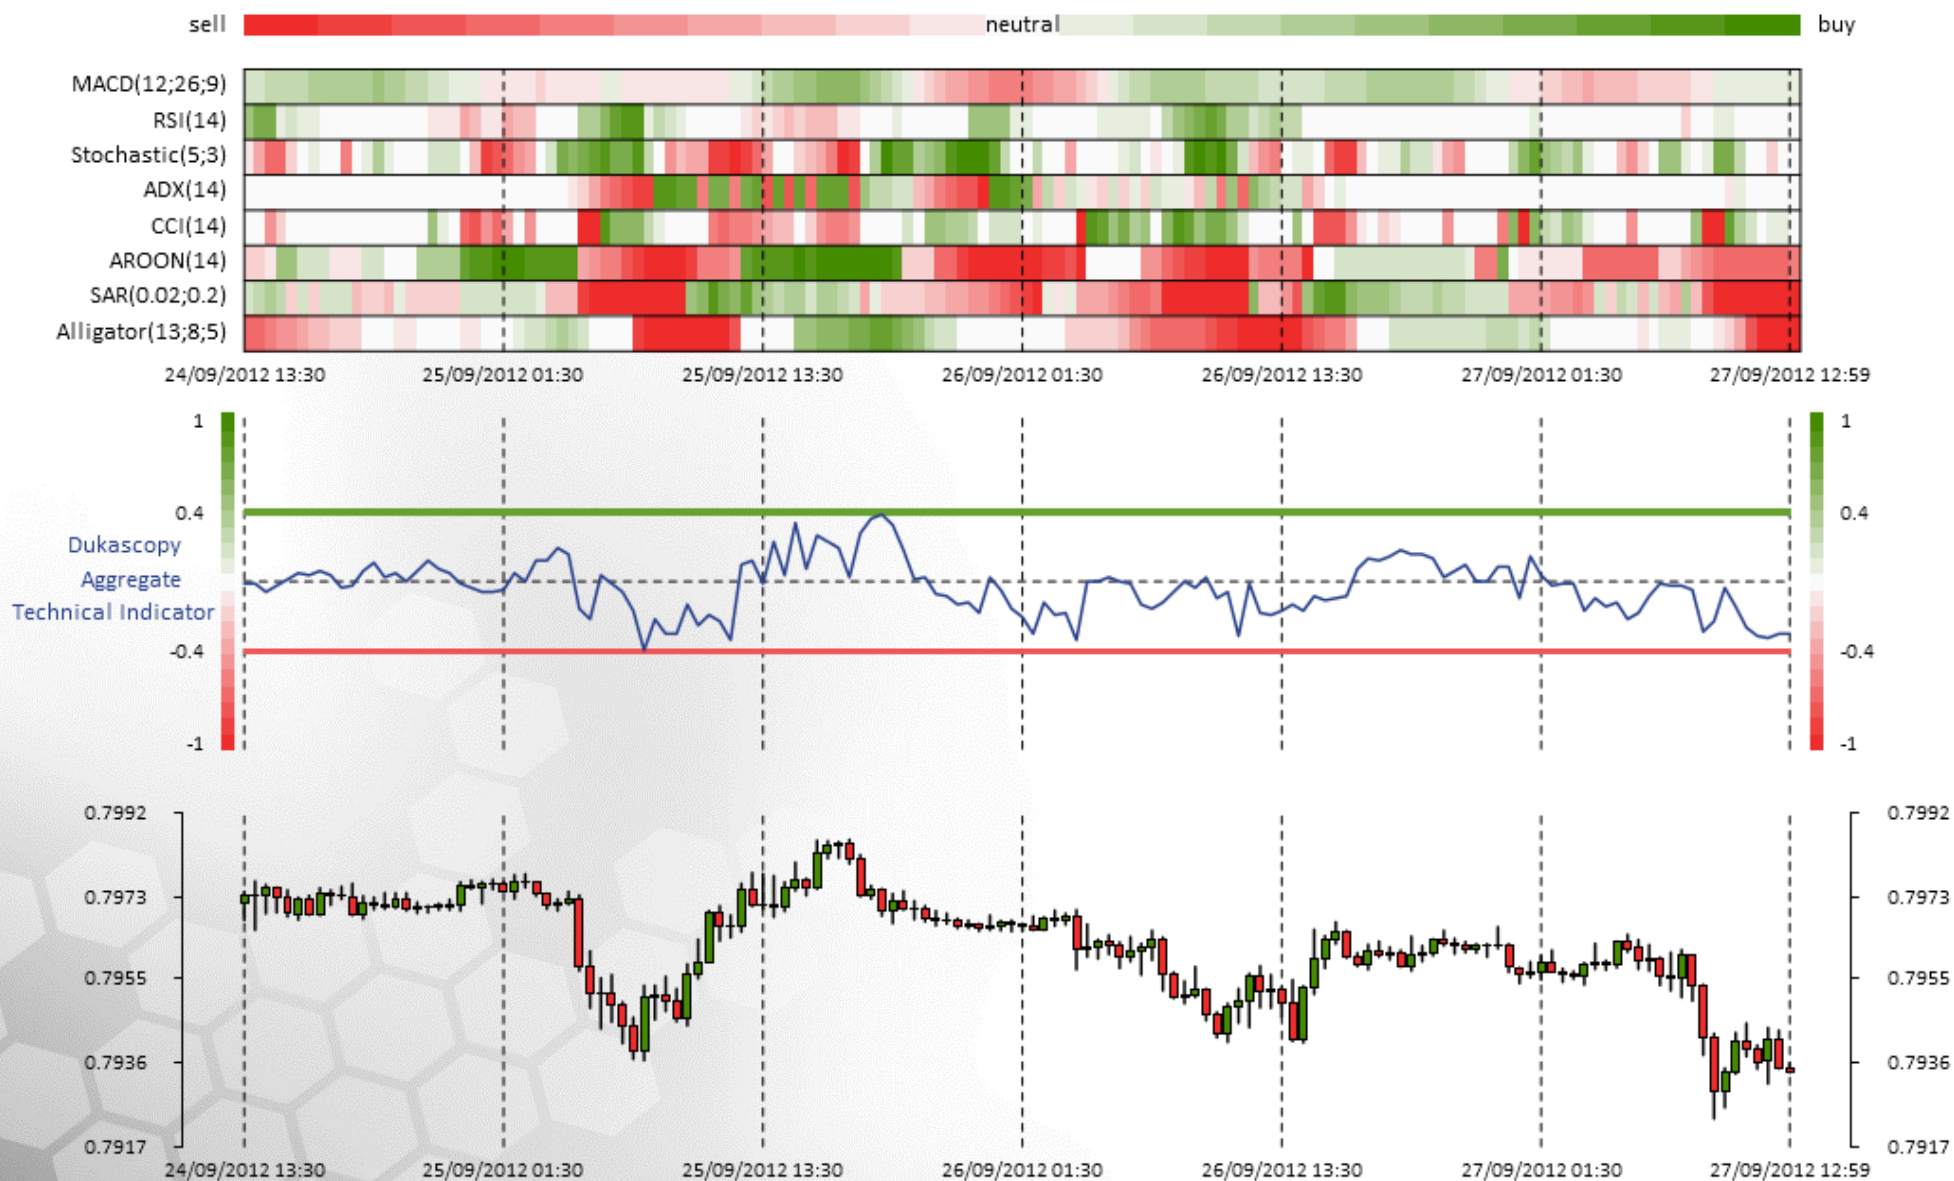 sell neutral buy
MACD(12;26;9)
RSI(14)
Stochastic(5;3)
ADX(14)
CCI(14)
AROON(14)
SAR(0.02;0.2)
Alligator(13;8;5)
24/09/2012 13:30 25/09/2012 01:30 25/09/2012 13:30 26/09/2012 01:30 26/09/2012 13:30 27/09/2012 01:30 27/09/2012 12:59
1 1
0.4 0.4
Dukascopy
Aggregate
Technical Indicator
-0.4 -0.4
-1 -1
0.7992 0.7992
0.7973 0.7973
0.7955 0.7955
0.7936 0.7936
0.7917 0.7917
24/09/2012 13:30 25/09/2012 01:30 25/09/2012 13:30 26/09/2012 01:30 26/09/2012 13:30 27/09/2012 01:30 27/09/2012 12:59